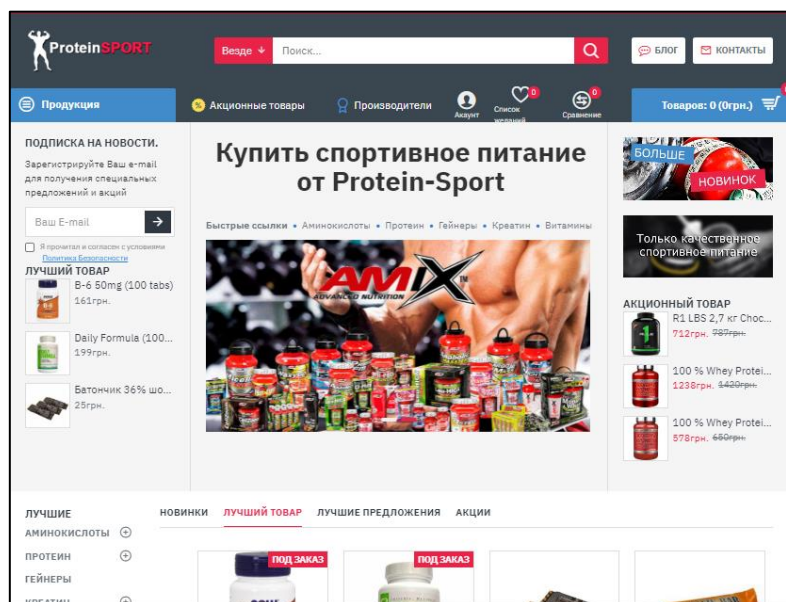 ProteinSPORT
Везде
Поиск...
БЛОГ
КОНТАКТЫ
Продукция
Акционные товары
Производители
Акаунт
Список желаний
0
Сравнение
0
Товаров: 0 (0грн.)
ПОДПИСКА НА НОВОСТИ.
Зарегистрируйте Ваш e-mail
для получения специальных
предложений и акций
Ваш E-mail
Я прочитал и согласен с условиями
Политика Безопасности
ЛУЧШИЙ ТОВАР
B-6 50mg (100 tabs)
161грн.
Daily Formula (100...
199грн.
Батончик 36% шо...
25грн.
Купить спортивное питание
от Protein-Sport
Быстрые ссылки • Аминокислоты • Протеин • Гейнеры • Креатин • Витамины
AMIX™
ADVANCED NUTRITION
БОЛЬШЕ
НОВИНОК
Только качественное
спортивное питание
АКЦИОННЫЙ ТОВАР
R1 LBS 2,7 кг Choc...
712грн. 787грн.
100 % Whey Protei...
1238грн. 1420грн.
100 % Whey Protei...
578грн. 650грн.
ЛУЧШИЕ
АМИНОКИСЛОТЫ
ПРОТЕИН
ГЕЙНЕРЫ
КРЕАТИН
НОВИНКИ
ЛУЧШИЙ ТОВАР
ЛУЧШИЕ ПРЕДЛОЖЕНИЯ
АКЦИИ
ПОД ЗАКАЗ
ПОД ЗАКАЗ